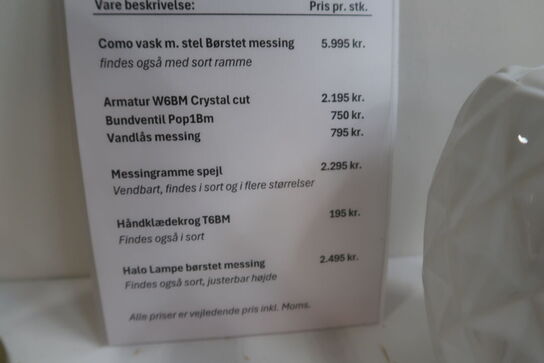 Vare beskrivelse: Pris pr. stk.
Como vask m. stel Børstet messing 5.995 kr.
findes også med sort ramme
Armatur W6BM Crystal cut 2.195 kr.
Bundventil Pop1Bm 750 kr.
Vandlås messing 795 kr.
Messingramme spejl 2.295 kr.
Vendbart, findes i sort og i flere størrelser
Håndklædekrog T6BM 195 kr.
Findes også i sort
Halo Lampe børstet messing 2.495 kr.
Findes også sort, justerbar højde
Alle priser er vejledende pris inkl. Moms.